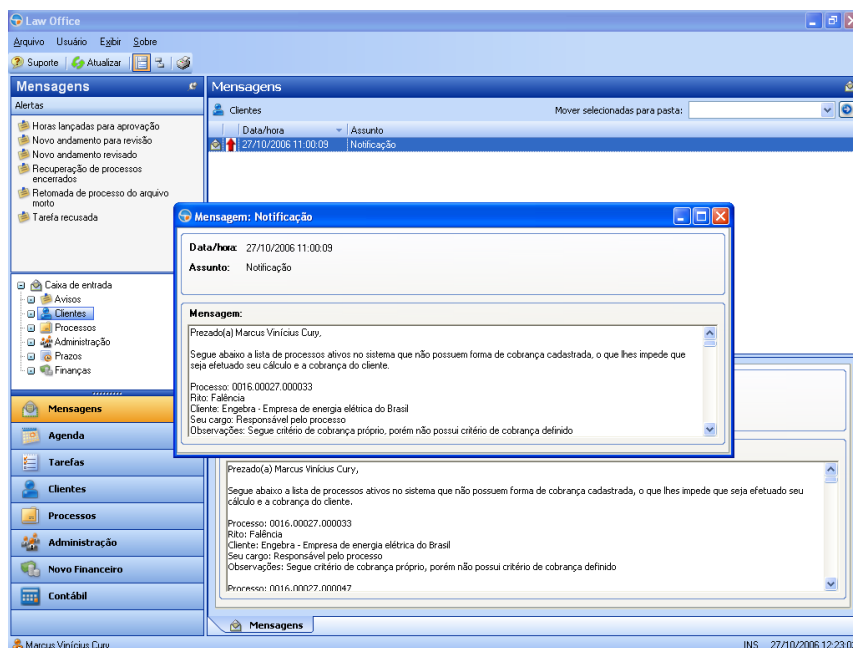 Law Office
Arquivo Usuário Exibir Sobre
Suporte Atualizar
Mensagens
Alertas
Horas lançadas para aprovação
Novo andamento para revisão
Novo andamento revisado
Recuperação de processos
encerrados
Retomada de processo do arquivo
morto
Tarefa recusada
Caixa de entrada
Avisos
Clientes
Processos
Administração
Prazos
Finanças
Mensagens
Agenda
Tarefas
Clientes
Processos
Administração
Novo Financeiro
Contábil
Mensagens
Clientes Mover selecionadas para pasta:
Data/hora Assunto
27/10/2006 11:00:09 Notificação
Mensagem: Notificação
Data/hora: 27/10/2006 11:00:09
Assunto: Notificação
Mensagem:
Prezado(a) Marcus Vinícius Cury,
Segue abaixo a lista de processos ativos no sistema que não possuem forma de cobrança cadastrada, o que lhes impede que
seja efetuado seu cálculo e a cobrança do cliente.
Processo: 0016.00027.000033
Rito: Falência
Cliente: Engebra - Empresa de energia elétrica do Brasil
Seu cargo: Responsável pelo processo
Observações: Segue critério de cobrança próprio, porém não possui critério de cobrança definido
Prezado(a) Marcus Vinícius Cury,
Segue abaixo a lista de processos ativos no sistema que não possuem forma de cobrança cadastrada, o que lhes impede que seja efetuado seu
cálculo e a cobrança do cliente.
Processo: 0016.00027.000033
Rito: Falência
Cliente: Engebra - Empresa de energia elétrica do Brasil
Seu cargo: Responsável pelo processo
Observações: Segue critério de cobrança próprio, porém não possui critério de cobrança definido
Processo: 0016.00027.000047
Mensagens
Marcus Vinícius Cury INS 27/10/2006 12:23:0